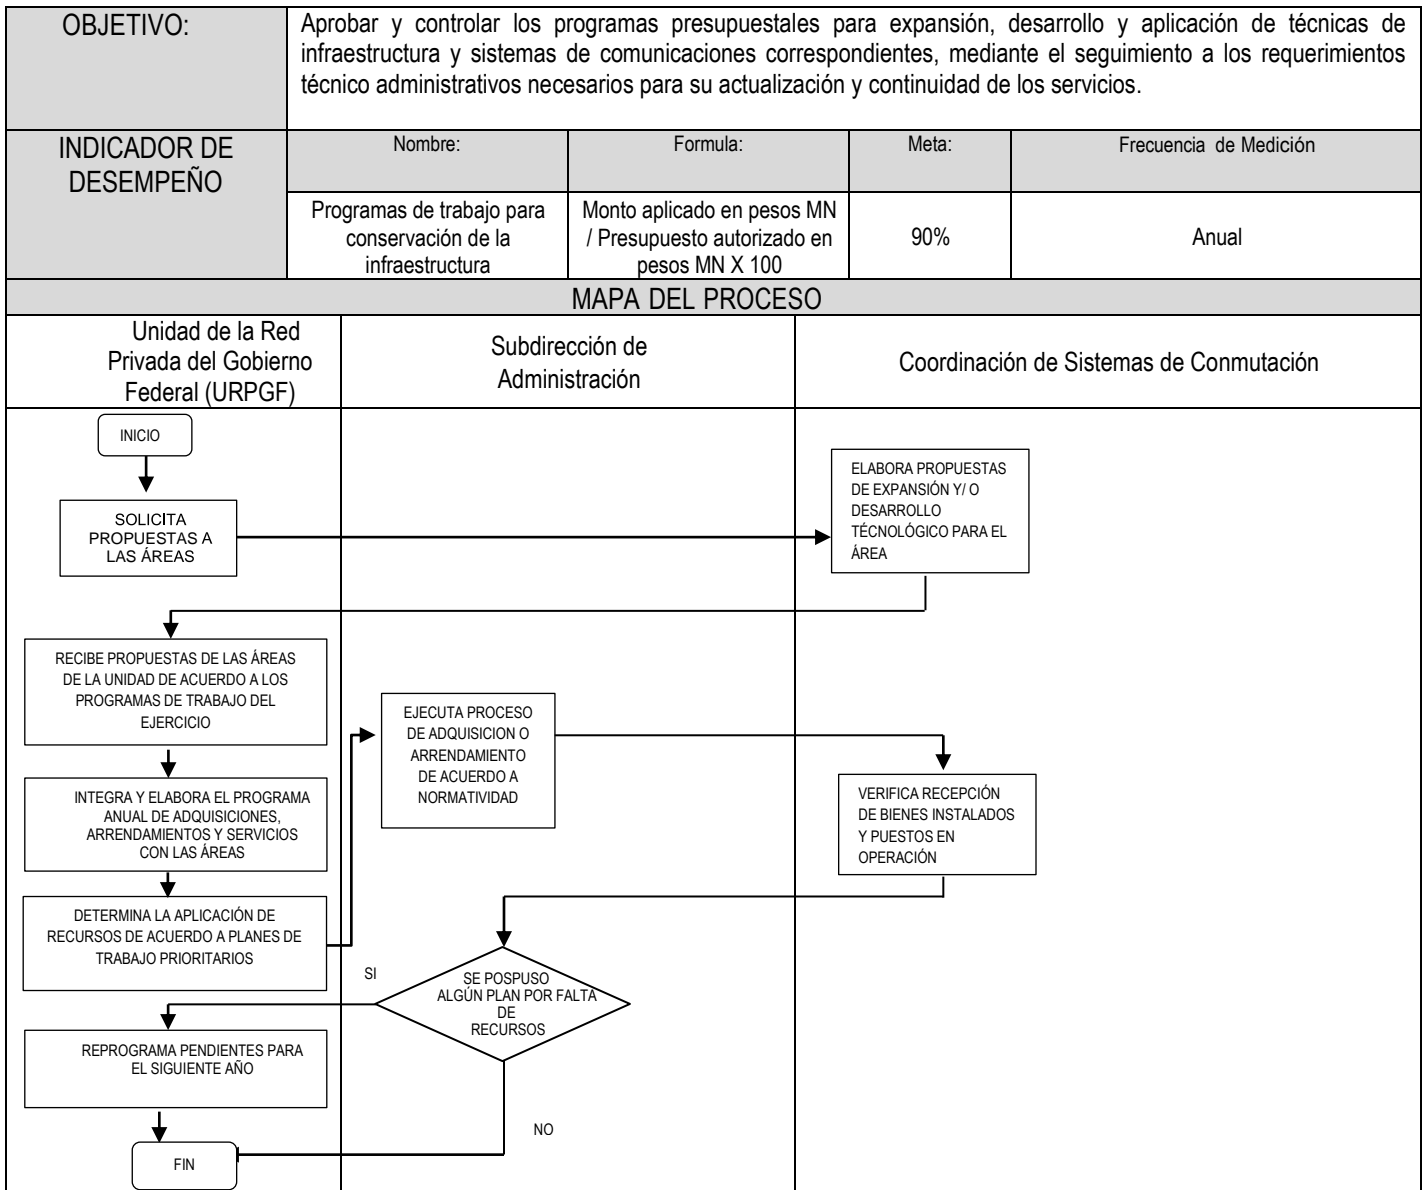 OBJETIVO:
Aprobar y controlar los programas presupuestales para expansión, desarrollo y aplicación de técnicas de
infraestructura y sistemas de comunicaciones correspondientes, mediante el seguimiento a los requerimientos
técnico administrativos necesarios para su actualización y continuidad de los servicios.
INDICADOR DE
DESEMPEÑO
Nombre:
Formula:
Meta:
Frecuencia de Medición
Programas de trabajo para
conservación de la
infraestructura
Monto aplicado en pesos MN
/ Presupuesto autorizado en
pesos MN X 100
90%
Anual
MAPA DEL PROCESO
Unidad de la Red
Privada del Gobierno
Federal (URPGF)
Subdirección de
Administración
Coordinación de Sistemas de Conmutación
INICIO
SOLICITA
PROPUESTAS A
LAS ÁREAS
ELABORA PROPUESTAS
DE EXPANSIÓN Y/ O
DESARROLLO
TÉCNOLÓGICO PARA EL
ÁREA
RECIBE PROPUESTAS DE LAS ÁREAS
DE LA UNIDAD DE ACUERDO A LOS
PROGRAMAS DE TRABAJO DEL
EJERCICIO
INTEGRA Y ELABORA EL PROGRAMA
ANUAL DE ADQUISICIONES,
ARRENDAMIENTOS Y SERVICIOS
CON LAS ÁREAS
DETERMINA LA APLICACIÓN DE
RECURSOS DE ACUERDO A PLANES DE
TRABAJO PRIORITARIOS
EJECUTA PROCESO
DE ADQUISICION O
ARRENDAMIENTO
DE ACUERDO A
NORMATIVIDAD
VERIFICA RECEPCIÓN
DE BIENES INSTALADOS
Y PUESTOS EN
OPERACIÓN
SE POSPUSO
ALGÚN PLAN POR FALTA
DE
RECURSOS
SI
REPROGRAMA PENDIENTES PARA
EL SIGUIENTE AÑO
NO
FIN